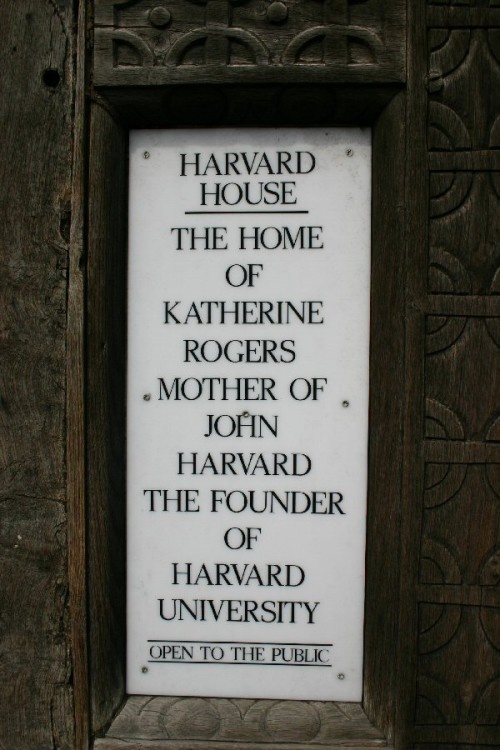 HARVARD
HOUSE
THE HOME
OF
KATHERINE
ROGERS
MOTHER OF
JOHN
HARVARD
THE FOUNDER
OF
HARVARD
UNIVERSITY
OPEN TO THE PUBLIC